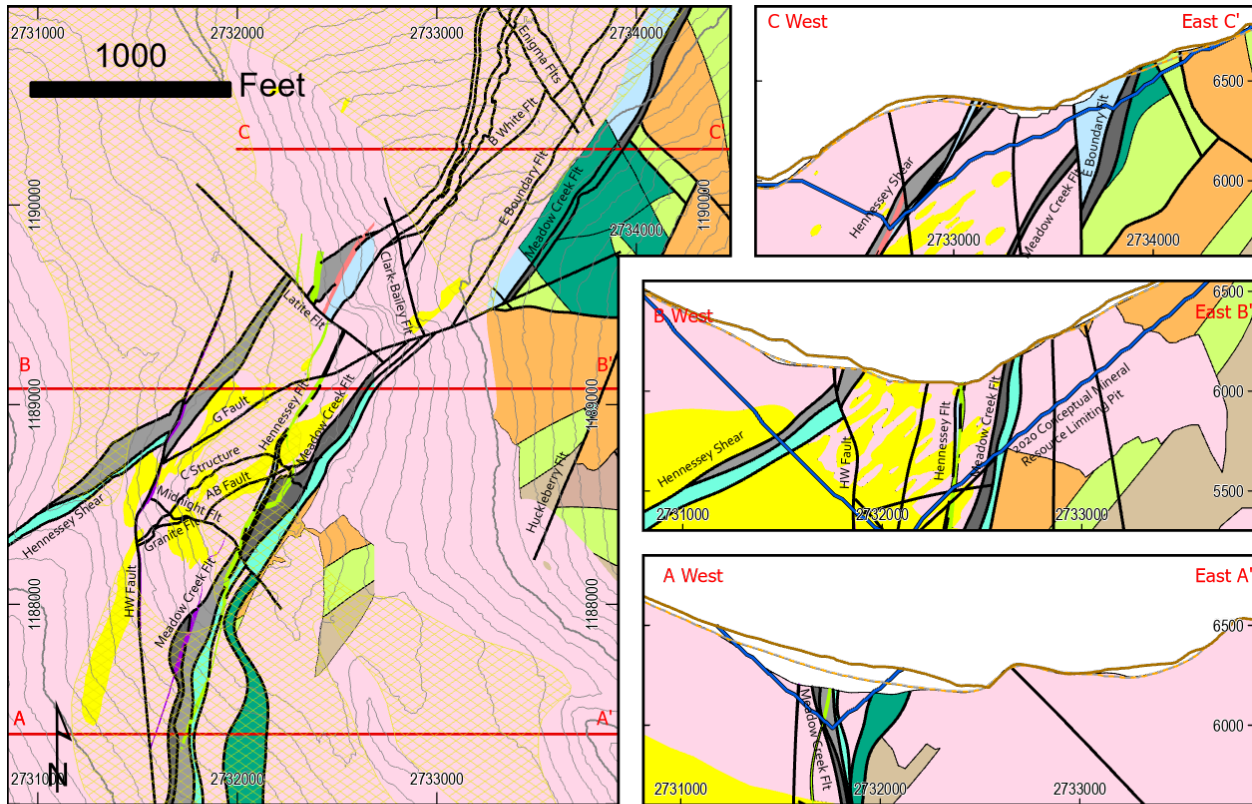 2731000
2732000
2733000
2734000
1000
Feet
Enigma Flts
B White Flt
C
C'
E Boundary Flt
Meadow Creek Flt
1190000
1190000
2734000
Clark-Bailey Flt
Latite Flt
B
B'
1189000
1189000
G Fault
Hennessey Flt
Meadow Creek Flt
C Structure
AB Fault
Midnight Flt
Granite Flt
Hennessey Shear
Huckleberry Flt
HW Fault
Meadow Creek Flt
1188000
1188000
A
A'
N
2731000
2732000
2733000
C West
East C'
6500
6000
Hennessey Shear
Meadow Creek Flt
E Boundary Flt
2733000
2734000
B West
East B'
6500
6000
5500
Hennessey Shear
HW Fault
Hennessey Flt
Meadow Creek Flt
2020 Conceptual Mineral
Resource Limiting Pit
2731000
2732000
2733000
A West
East A'
6500
6000
Meadow Creek Flt
2731000
2732000
2733000